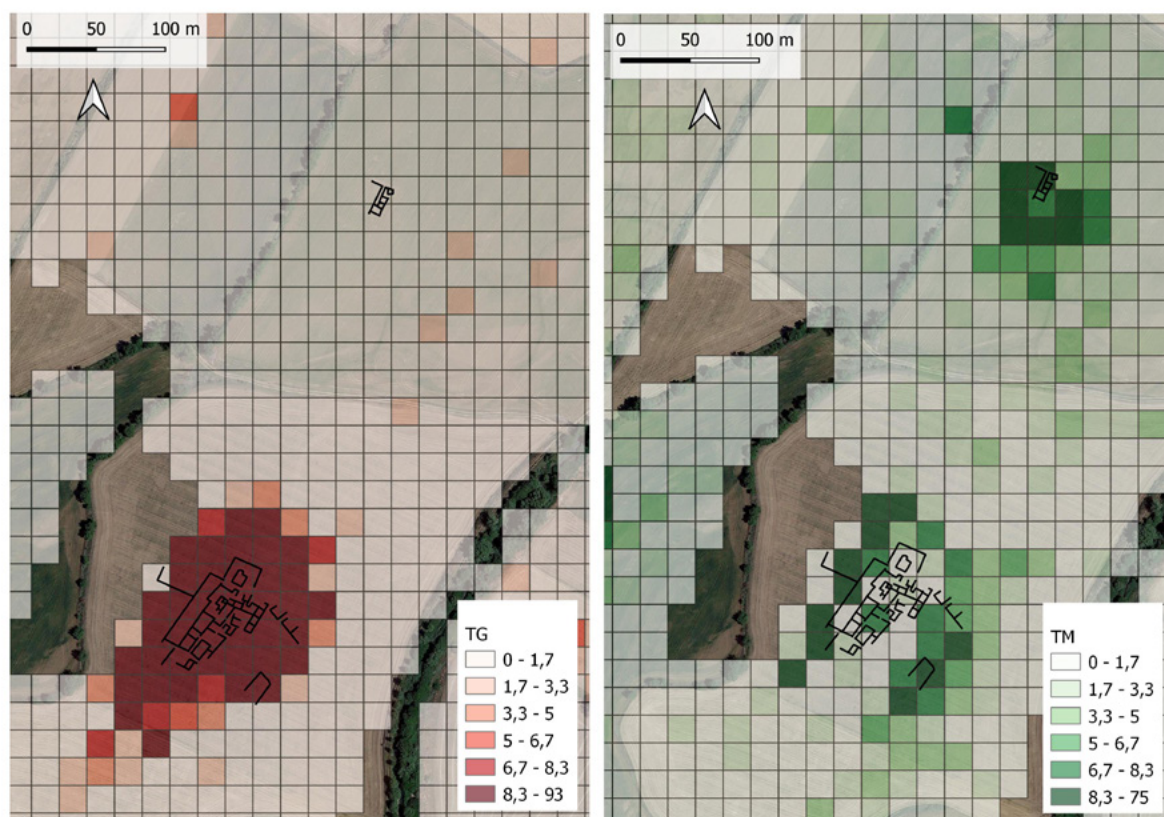 0 50 100 m
0 50 100 m
TG
0 - 1,7
1,7 - 3,3
3,3 - 5
5 - 6,7
6,7 - 8,3
8,3 - 93
TM
0 - 1,7
1,7 - 3,3
3,3 - 5
5 - 6,7
6,7 - 8,3
8,3 - 75